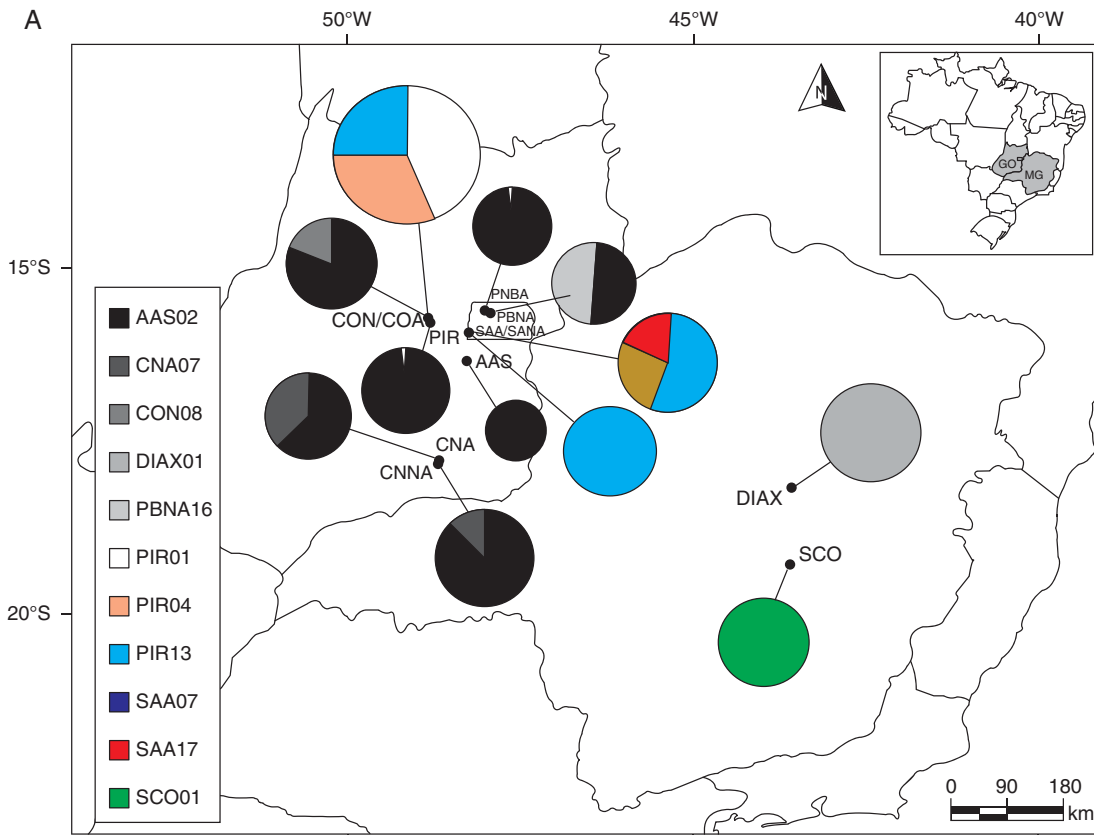 A
50°W
45°W
40°W
N
GO
MG
15°S
20°S
PNBA
PBNA
SAA/SANA
CON/COA
PIR
AAS
CNA
CNNA
DIAX
SCO
AAS02
CNA07
CON08
DIAX01
PBNA16
PIR01
PIR04
PIR13
SAA07
SAA17
SCO01
0 90 180
km